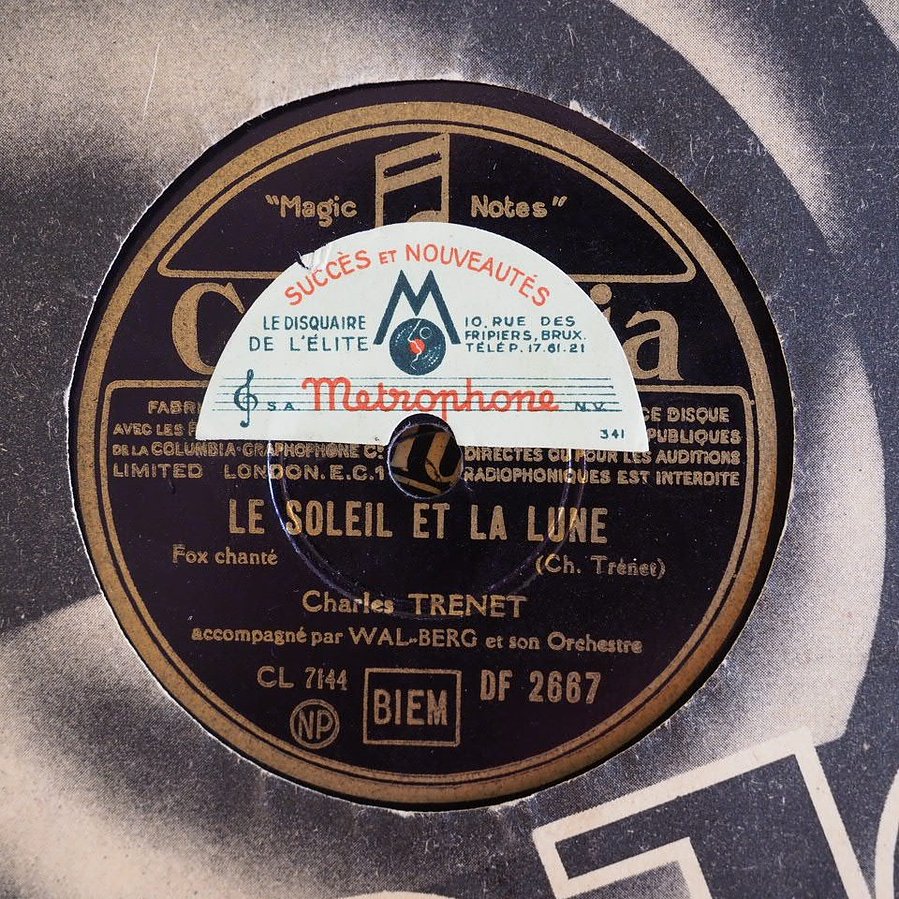 "Magic Notes"
SUCCÈS ET NOUVEAUTÉS
LE DISQUAIRE
DE L'ÉLITE
M
10, RUE DES
FRIPIERS, BRUX.
TÉLÉP. 17.61.21
S.A. Metrophone N.V.
341
C ia
FABRI
AVEC LES
DE LA COLUMBIA-GRAPHOPHONE Cº
LIMITED LONDON. E.C.1
CE DISQUE
PUBLIQUES
DIRECTES OU POUR LES AUDITIONS
RADIOPHONIQUES EST INTERDITE
LE SOLEIL ET LA LUNE
Fox chanté (Ch. Trénet)
Charles TRENET
accompagné par WAL-BERG et son Orchestre
CL 7144 BIEM DF 2667
NP